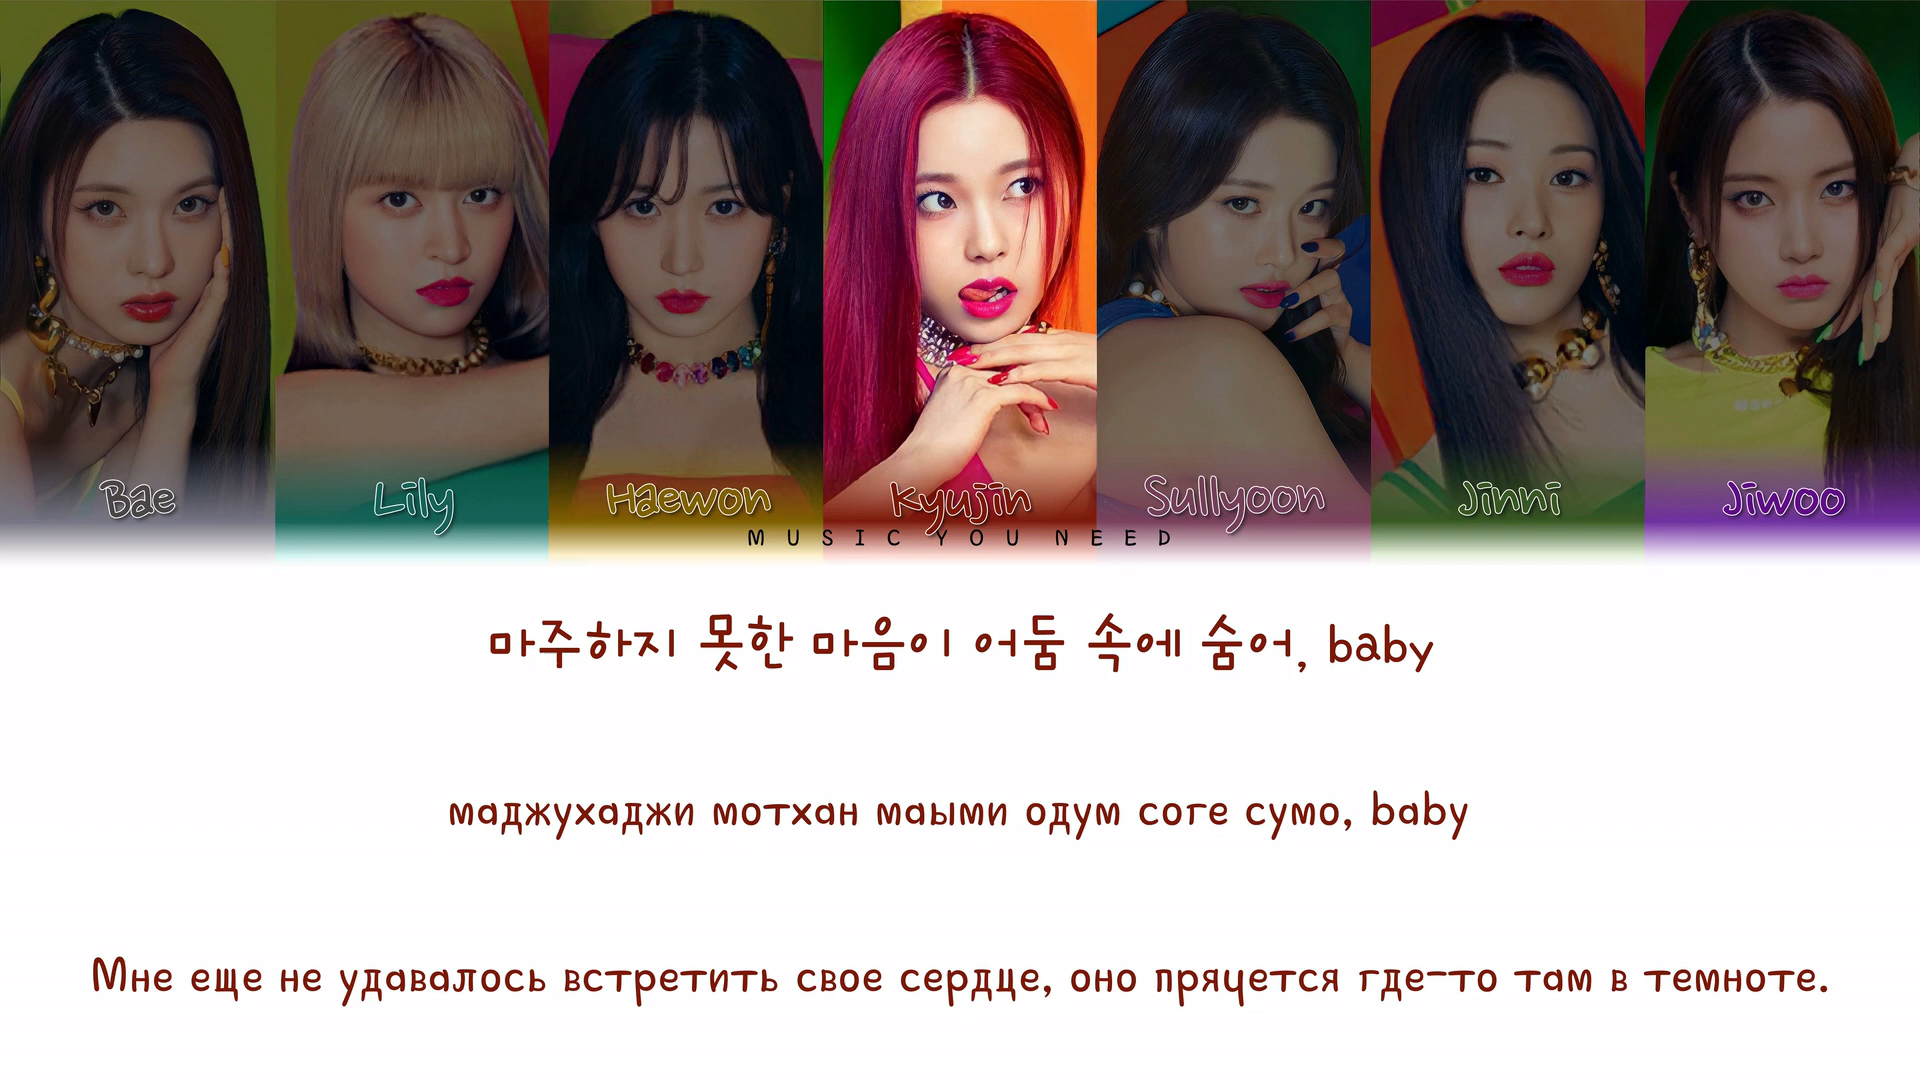 Bae Lily Haewon Kyujin Sullyoon Jinni Jiwoo
MUSIC YOU NEED
마주하지 못한 마음이 어둠 속에 숨어, baby
маджухаджи мотхан маыми одум соге сумо, baby
Мне еще не удавалось встретить свое сердце, оно пряцется где-то там в темноте.